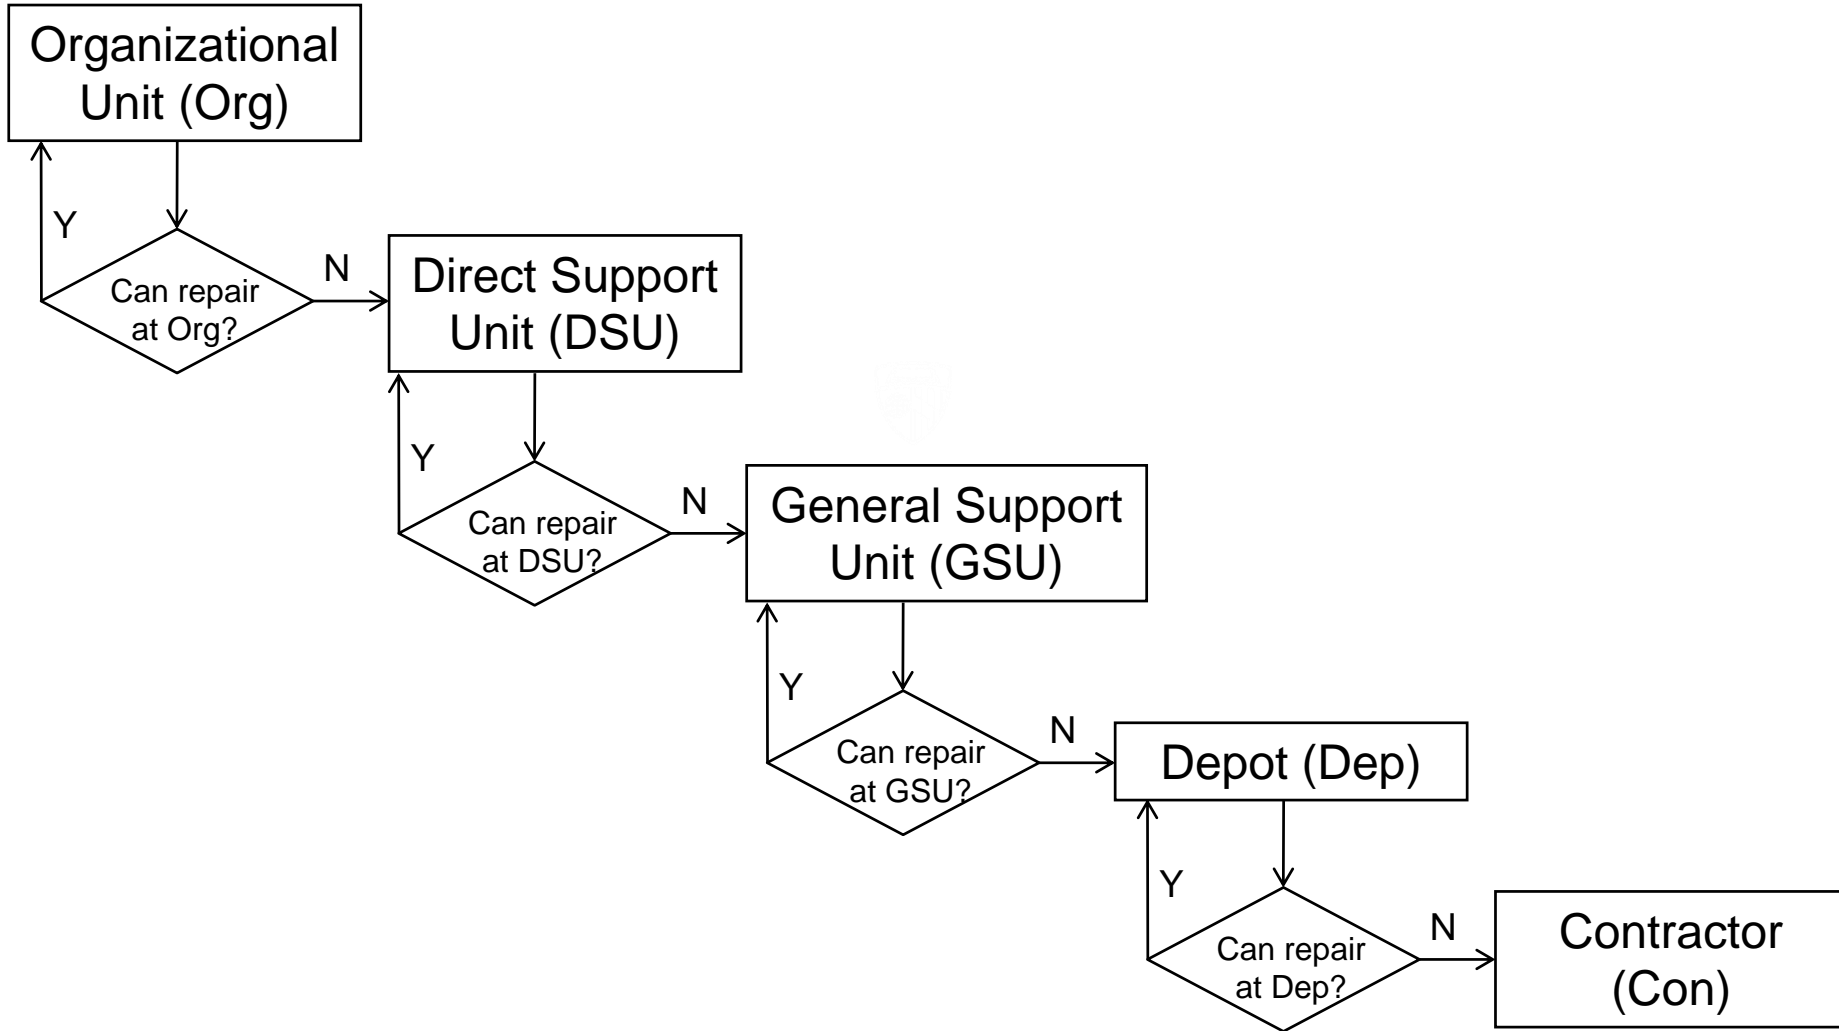 Organizational
Unit (Org)
Y
N
Can repair
at Org?
Direct Support
Unit (DSU)
Y
N
Can repair
at DSU?
General Support
Unit (GSU)
Y
N
Can repair
at GSU?
Depot (Dep)
Y
N
Can repair
at Dep?
Contractor
(Con)